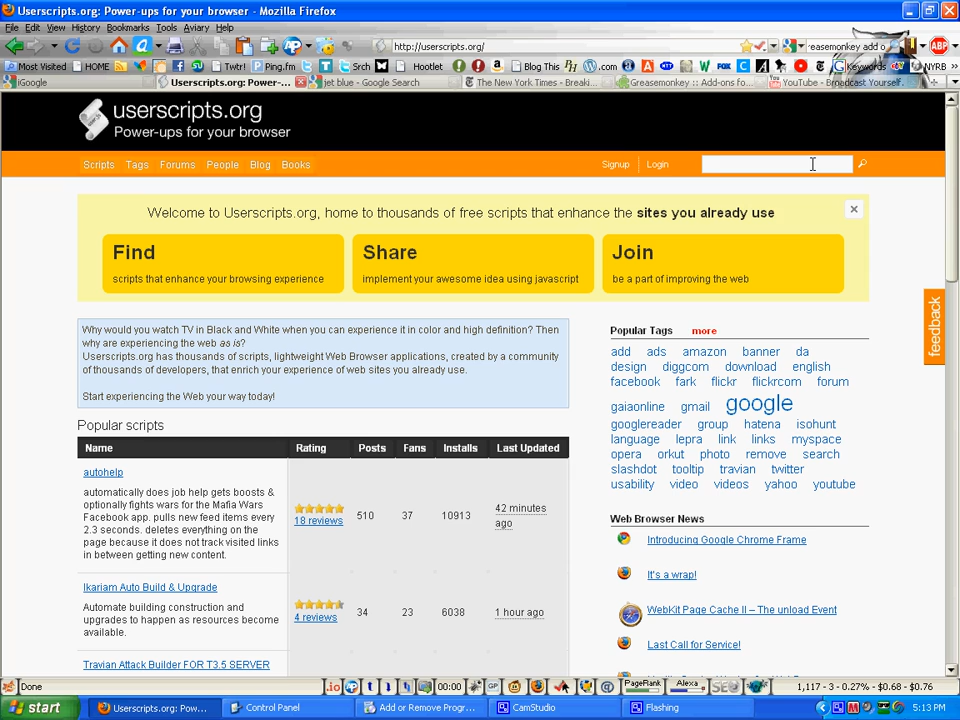 Userscripts.org: Power-ups for your browser - Mozilla Firefox
File Edit View History Bookmarks Tools Aviary Help
http://userscripts.org/
reasemonkey add o
ABP
Most Visited HOME Twtr! Ping.fm Srch Hootlet Blog This .com FOX Keywords NYRB
iGoogle Userscripts.org: Power-... jet blue - Google Search The New York Times - Breaki... Greasemonkey :: Add-ons fo... YouTube - Broadcast Yourself.
userscripts.org
Power-ups for your browser
Scripts Tags Forums People Blog Books Signup Login
Welcome to Userscripts.org, home to thousands of free scripts that enhance the sites you already use
Find
scripts that enhance your browsing experience
Share
implement your awesome idea using javascript
Join
be a part of improving the web
feedback
Why would you watch TV in Black and White when you can experience it in color and high definition? Then
why are experiencing the web as is?
Userscripts.org has thousands of scripts, lightweight Web Browser applications, created by a community
of thousands of developers, that enrich your experience of web sites you already use.
Start experiencing the Web your way today!
Popular scripts
Name Rating Posts Fans Installs Last Updated
autohelp
automatically does job help gets boosts &
optionally fights wars for the Mafia Wars
Facebook app. pulls new feed items every
2.3 seconds. deletes everything on the
page because it does not track visited links
in between getting new content.
18 reviews
510 37 10913 42 minutes
ago
Ikariam Auto Build & Upgrade
Automate building construction and
upgrades to happen as resources become
available.
4 reviews
34 23 6038 1 hour ago
Travian Attack Builder FOR T3.5 SERVER
Popular Tags more
add ads amazon banner da
design diggcom download english
facebook fark flickr flickrcom forum
gaiaonline gmail google
googlereader group hatena isohunt
language lepra link links myspace
opera orkut photo remove search
slashdot tooltip travian twitter
usability video videos yahoo youtube
Web Browser News
Introducing Google Chrome Frame
It's a wrap!
WebKit Page Cache II – The unload Event
Last Call for Service!
Done 00:00 GP PageRank Alexa SEO 1,117 - 3 - 0.27% - $0.68 - $0.76
start Userscripts.org: Pow... Control Panel Add or Remove Progr... CamStudio Flashing 5:13 PM